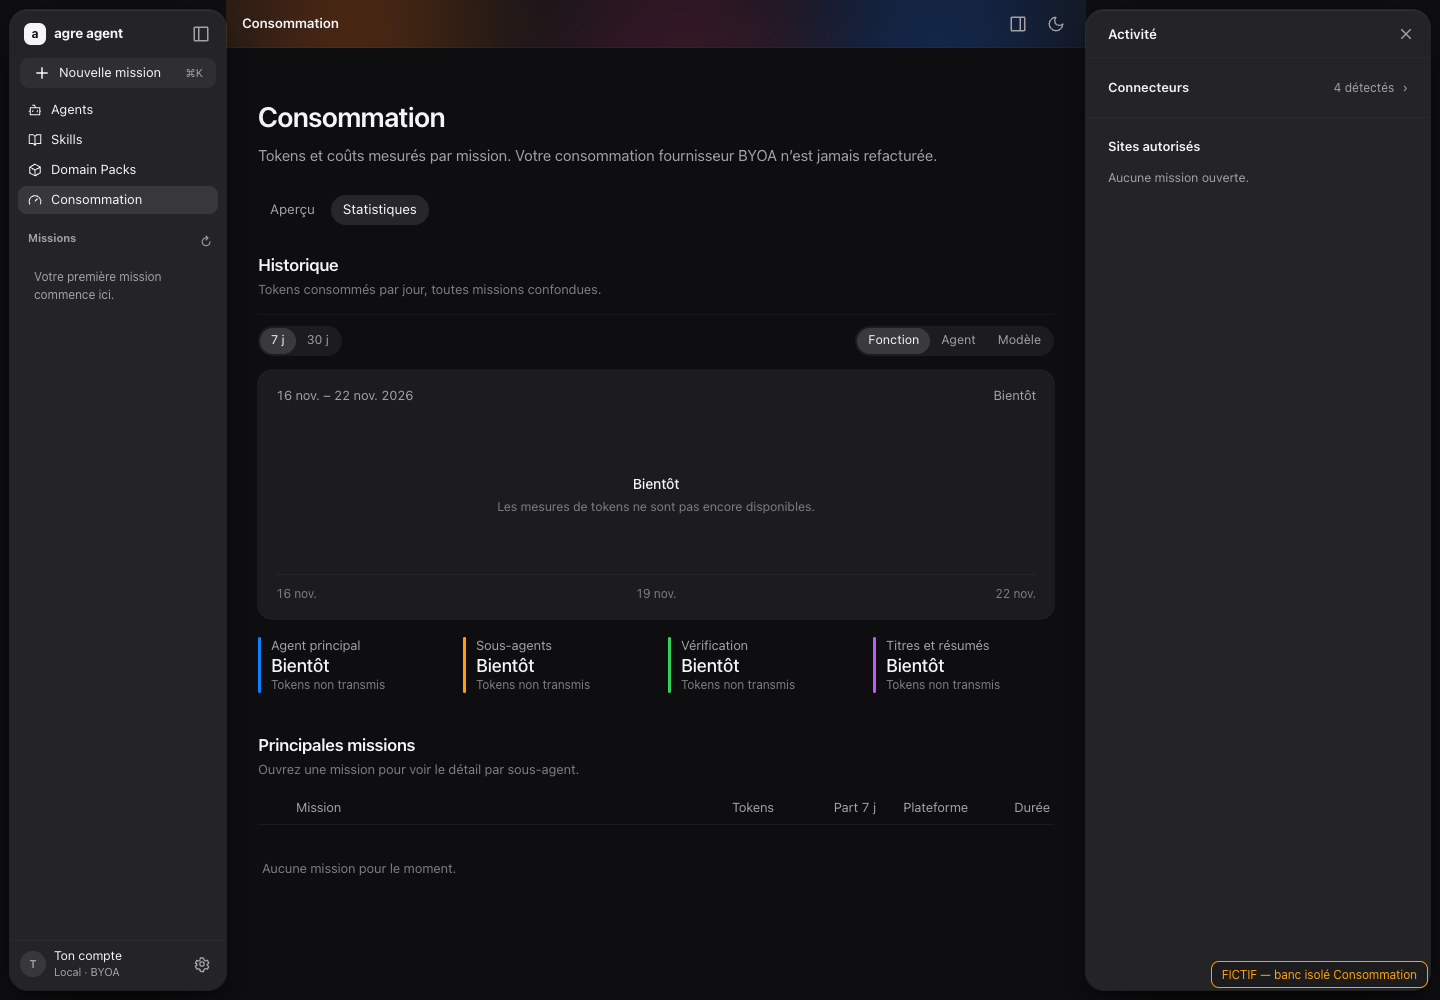 a agre agent
Nouvelle mission ⌘K
Agents
Skills
Domain Packs
Consommation
Missions
Votre première mission
commence ici.
T
Ton compte
Local · BYOA
Consommation
Consommation
Tokens et coûts mesurés par mission. Votre consommation fournisseur BYOA n’est jamais refacturée.
Aperçu Statistiques
Historique
Tokens consommés par jour, toutes missions confondues.
7 j 30 j Fonction Agent Modèle
16 nov. – 22 nov. 2026 Bientôt
Bientôt
Les mesures de tokens ne sont pas encore disponibles.
16 nov. 19 nov. 22 nov.
Agent principal Sous-agents Vérification Titres et résumés
Bientôt Bientôt Bientôt Bientôt
Tokens non transmis Tokens non transmis Tokens non transmis Tokens non transmis
Principales missions
Ouvrez une mission pour voir le détail par sous-agent.
Mission Tokens Part 7 j Plateforme Durée
Aucune mission pour le moment.
Activité
Connecteurs 4 détectés ›
Sites autorisés
Aucune mission ouverte.
FICTIF — banc isolé Consommation